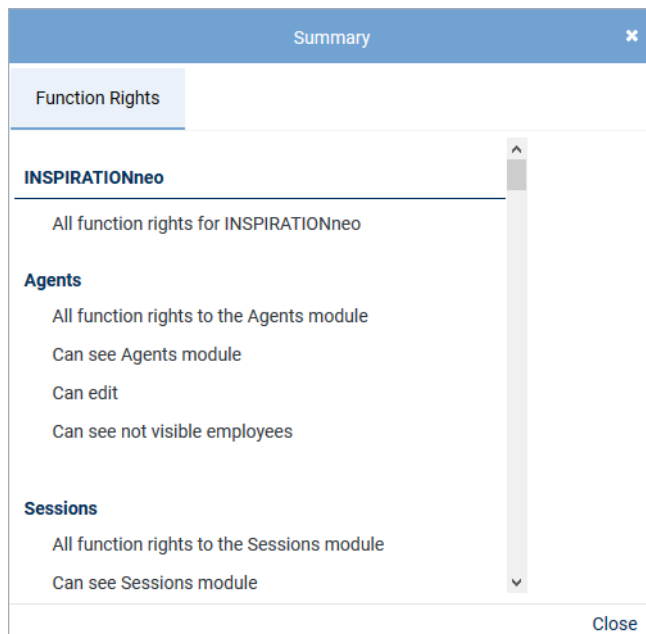 Summary
Function Rights
INSPIRATIONneo
All function rights for INSPIRATIONneo
Agents
All function rights to the Agents module
Can see Agents module
Can edit
Can see not visible employees
Sessions
All function rights to the Sessions module
Can see Sessions module
Close